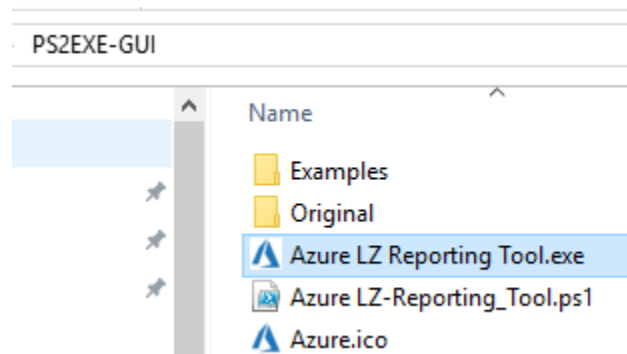 PS2EXE-GUI
Name
Examples
Original
Azure LZ Reporting Tool.exe
Azure LZ-Reporting_Tool.ps1
Azure.ico